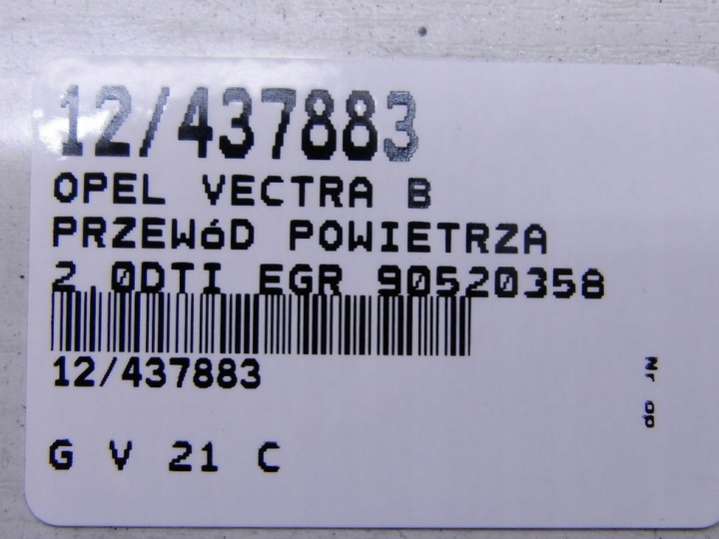 12/437883
OPEL VECTRA B
PRZEWóD POWIETRZA
2.0DTI EGR 90520358
12/437883
G V 21 C
Nr op